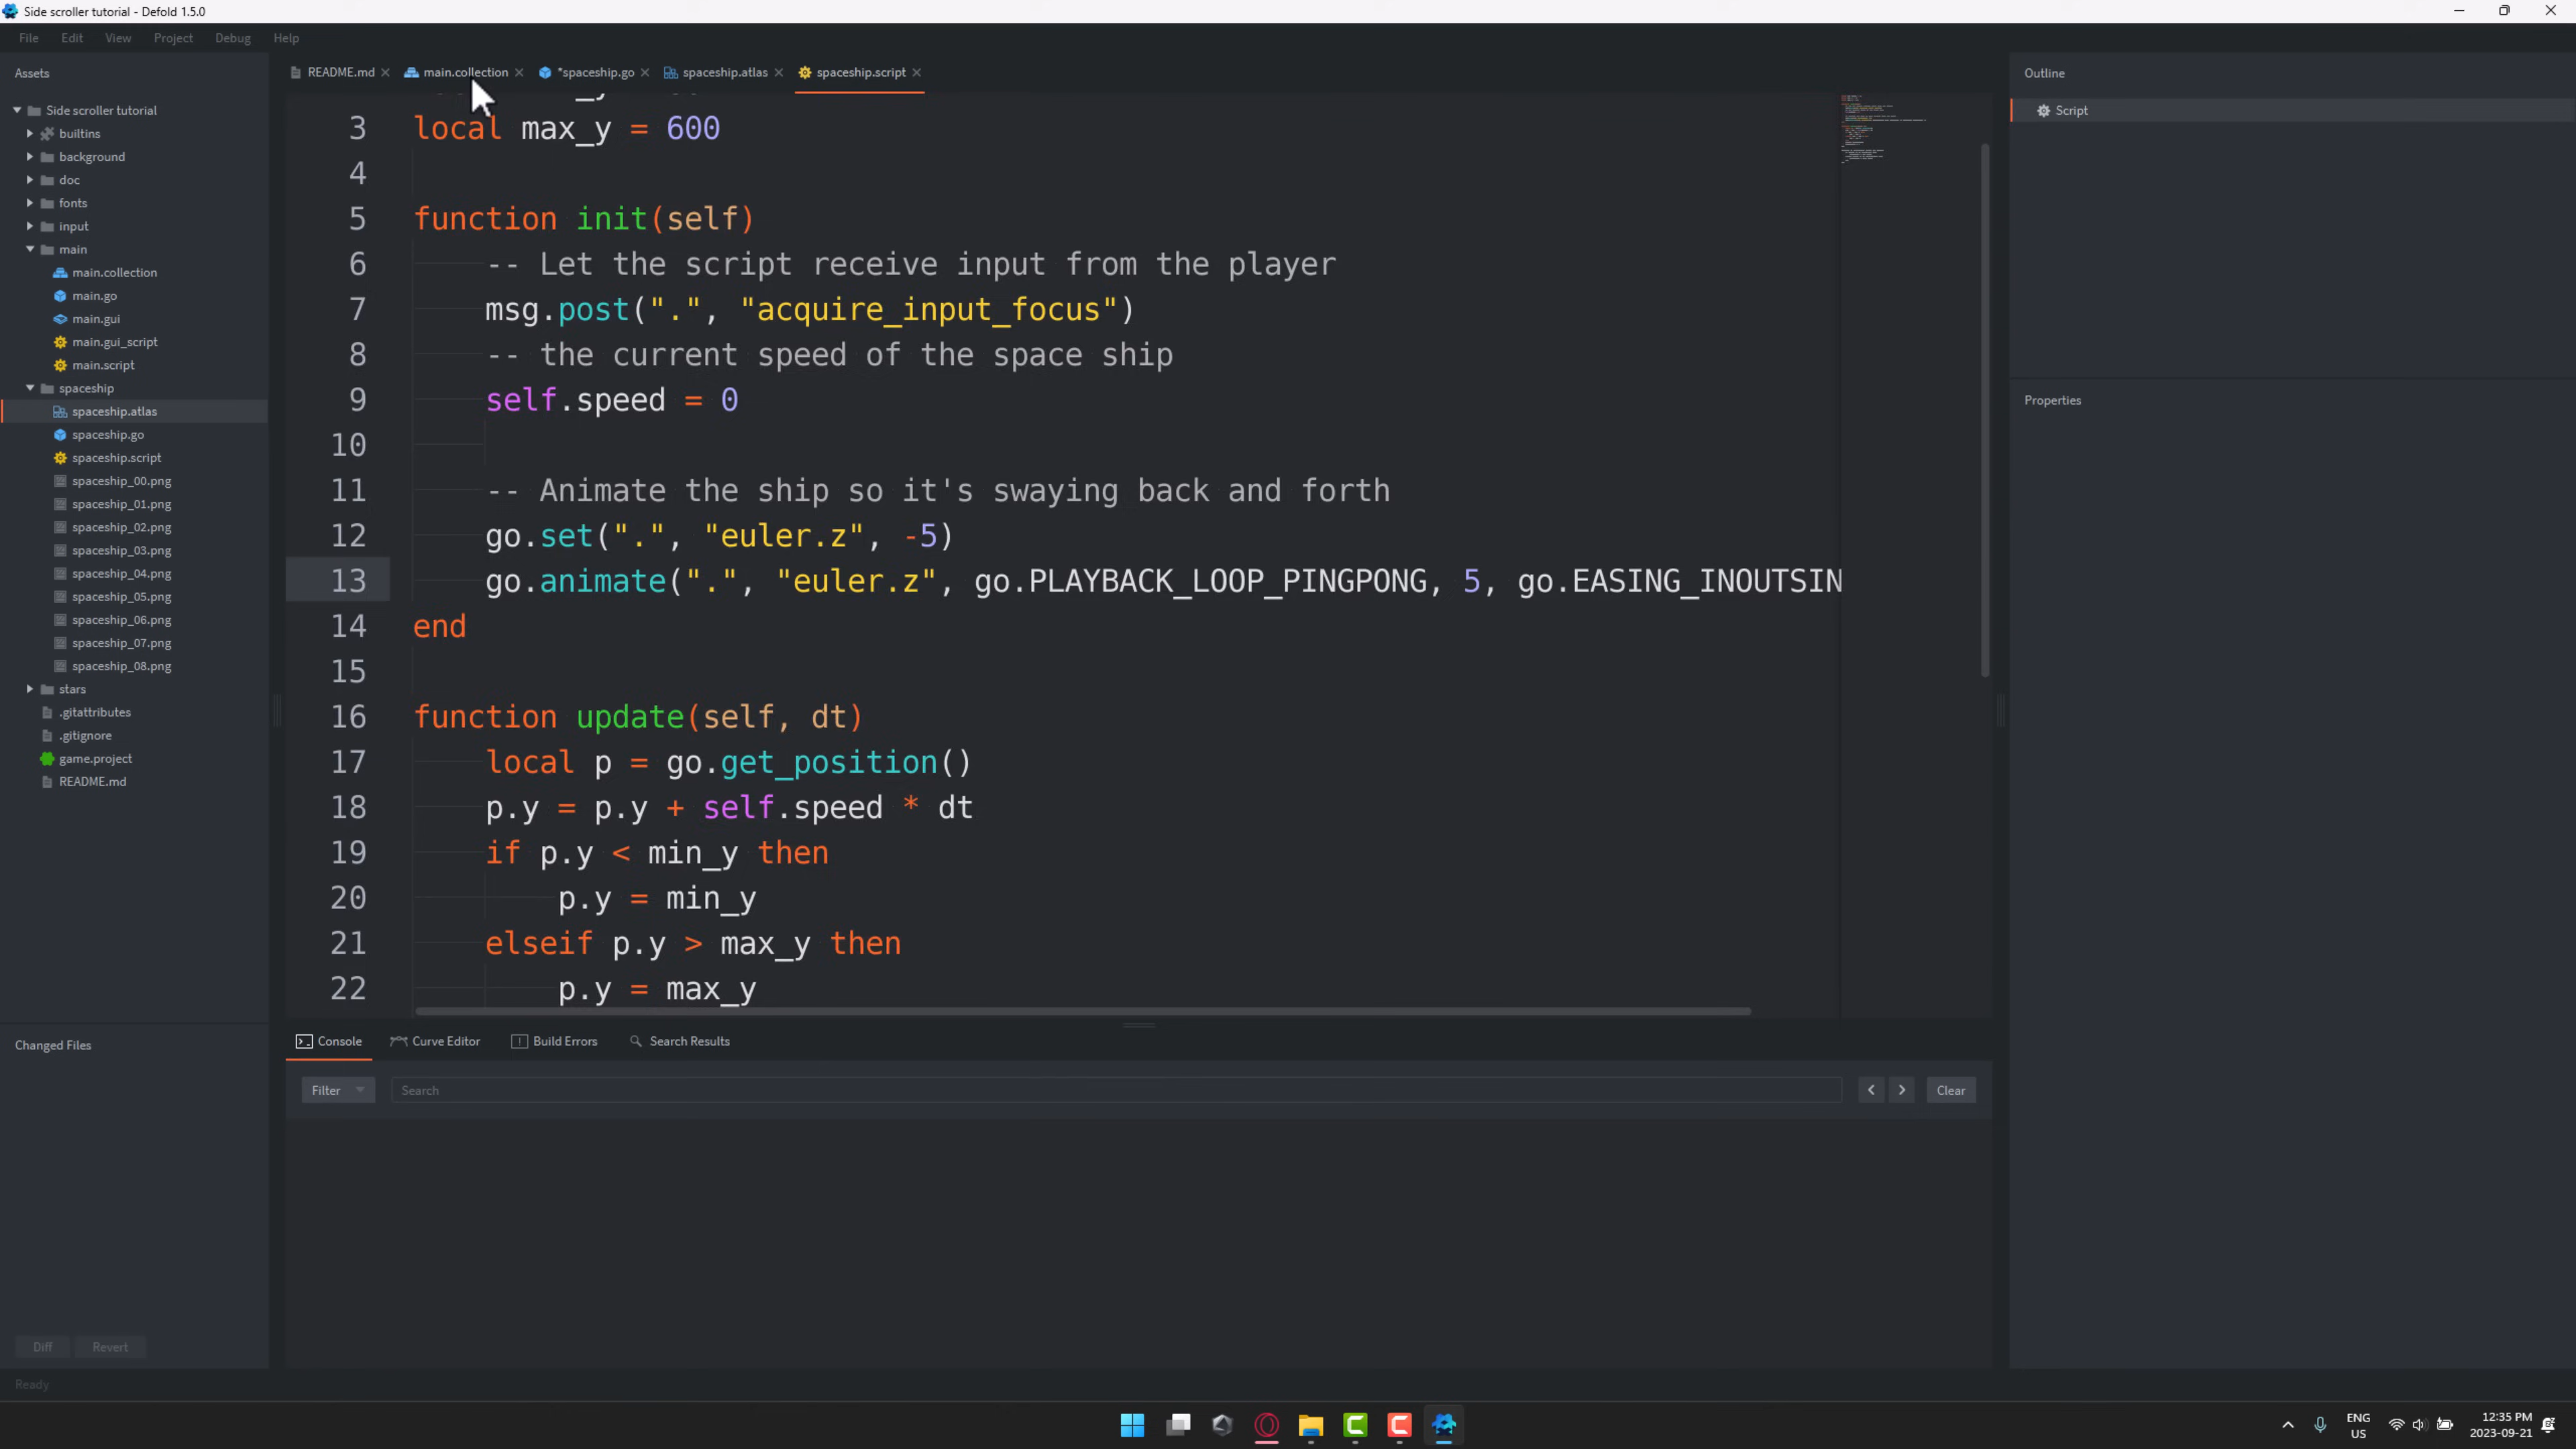 Side scroller tutorial - Defold 1.5.0
File Edit View Project Debug Help
Assets
Side scroller tutorial
builtins
background
doc
fonts
input
main
main.collection
main.go
main.gui
main.gui_script
main.script
spaceship
spaceship.atlas
spaceship.go
spaceship.script
spaceship_00.png
spaceship_01.png
spaceship_02.png
spaceship_03.png
spaceship_04.png
spaceship_05.png
spaceship_06.png
spaceship_07.png
spaceship_08.png
stars
.gitattributes
.gitignore
game.project
README.md
Changed Files
Diff Revert
Ready
README.md main.collection *spaceship.go spaceship.atlas spaceship.script
3 local max_y = 600
4
5 function init(self)
6 -- Let the script receive input from the player
7 msg.post(".", "acquire_input_focus")
8 -- the current speed of the space ship
9 self.speed = 0
10
11 -- Animate the ship so it's swaying back and forth
12 go.set(".", "euler.z", -5)
13 go.animate(".", "euler.z", go.PLAYBACK_LOOP_PINGPONG, 5, go.EASING_INOUTSIN
14 end
15
16 function update(self, dt)
17 local p = go.get_position()
18 p.y = p.y + self.speed * dt
19 if p.y < min_y then
20 p.y = min_y
21 elseif p.y > max_y then
22 p.y = max_y
Console Curve Editor Build Errors Search Results
Filter Search Clear
Outline
Script
Properties
ENG
US
12:35 PM
2023-09-21